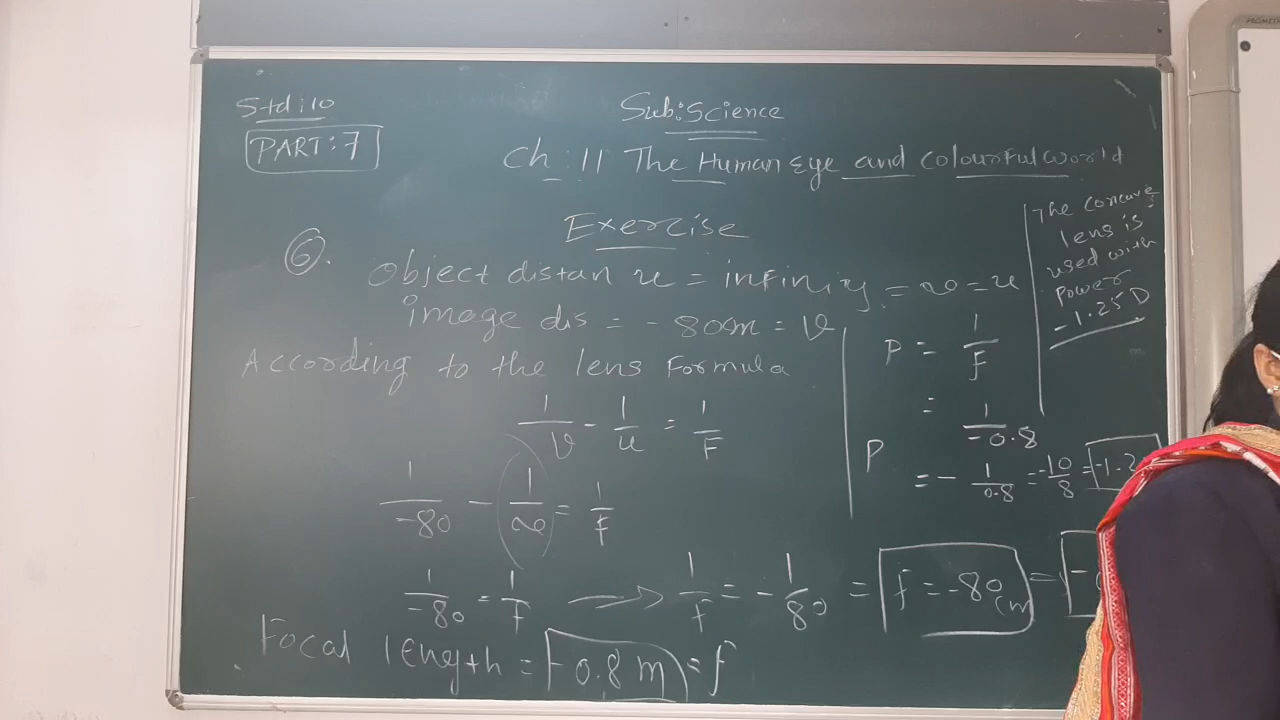 Std:10
PART:7
Sub:Science
Ch:11 The Human Eye and Colourful World
Exercise
6. Object distan u = infinity = ∞ = u
image dis = - 80cm = v
According to the lens Formula
1/v - 1/u = 1/F
1/-80 - 1/∞ = 1/F
1/-80 = 1/F → 1/f = - 1/80 = f = -80cm =
Focal length = -0.8 m = f
P = 1/F
= 1/-0.8
P = - 1/0.8 = -10/8 =
The concave
lens is
used with
Power
-1.25 D